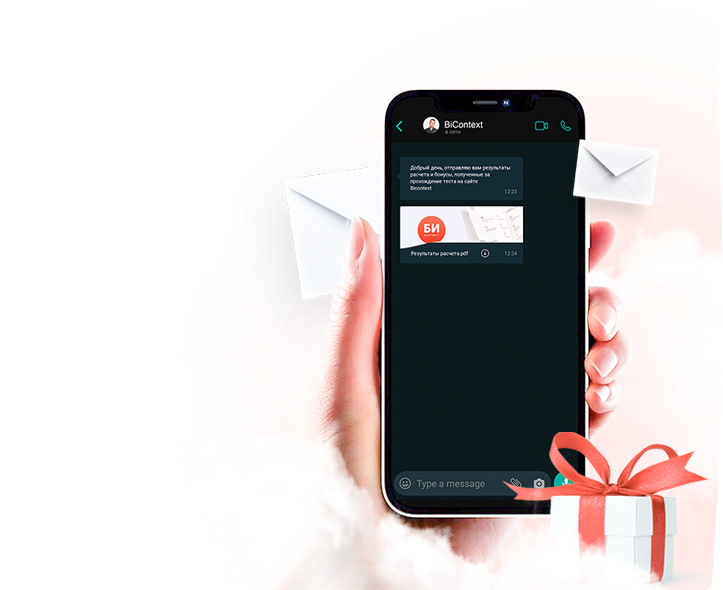 BiContext
в сети
Добрый день, отправляю вам результаты
расчета и бонусы, полученные за
прохождение теста на сайте
Bicontext
12:23
БИ
Результаты расчета.pdf
12:24
Type a message